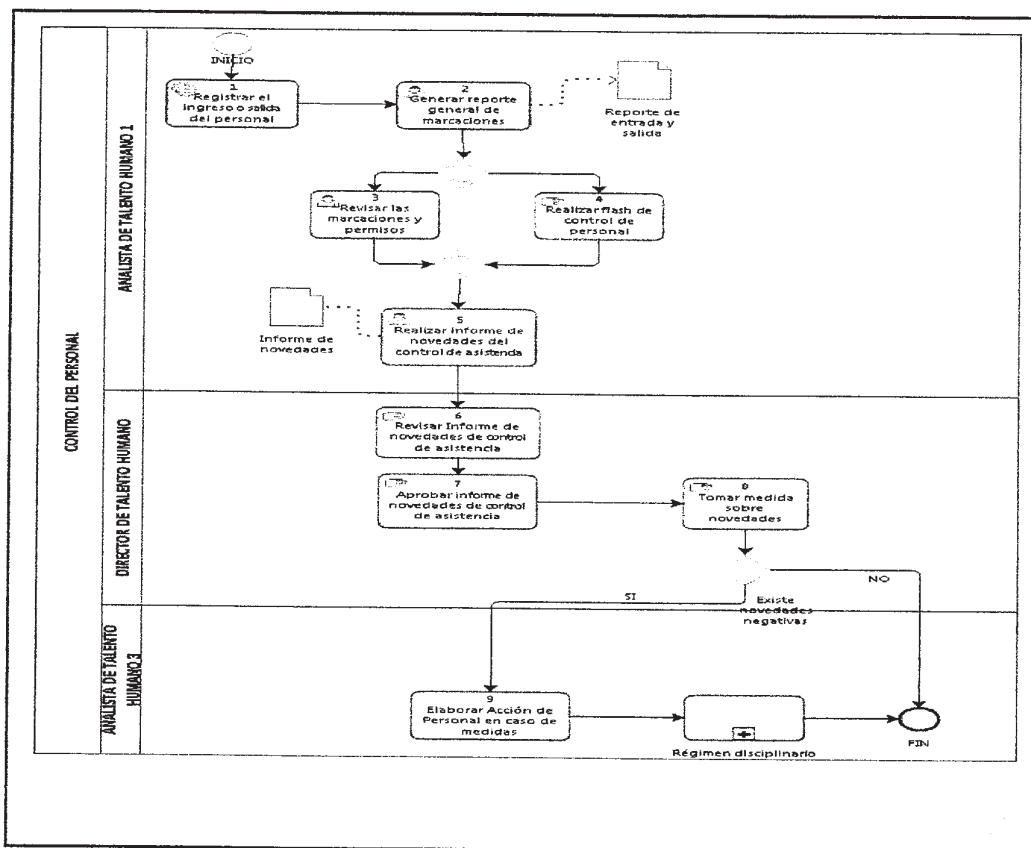 CONTROL DEL PERSONAL
ANALISTA DE TALENTO HUMANO 1
INICIO
1
Registrar el
ingreso o salida
del personal
2
Generar reporte
general de
marcaciones
Reporte de
entrada y
salida
3
Revisar las
marcaciones y
permisos
4
Realizar flash de
control de
personal
Informe de
novedades
5
Realizar informe de
novedades del
control de asistencia
DIRECTOR DE TALENTO HUMANO
6
Revisar Informe de
novedades de control
de asistencia
7
Aprobar informe de
novedades de control
de asistencia
8
Tomar medida
sobre
novedades
NO
SI
Existe
novedades
negativas
ANALISTA DE TALENTO
HUMANO 3
9
Elaborar Acción de
Personal en caso de
medidas
Régimen disciplinario
FIN